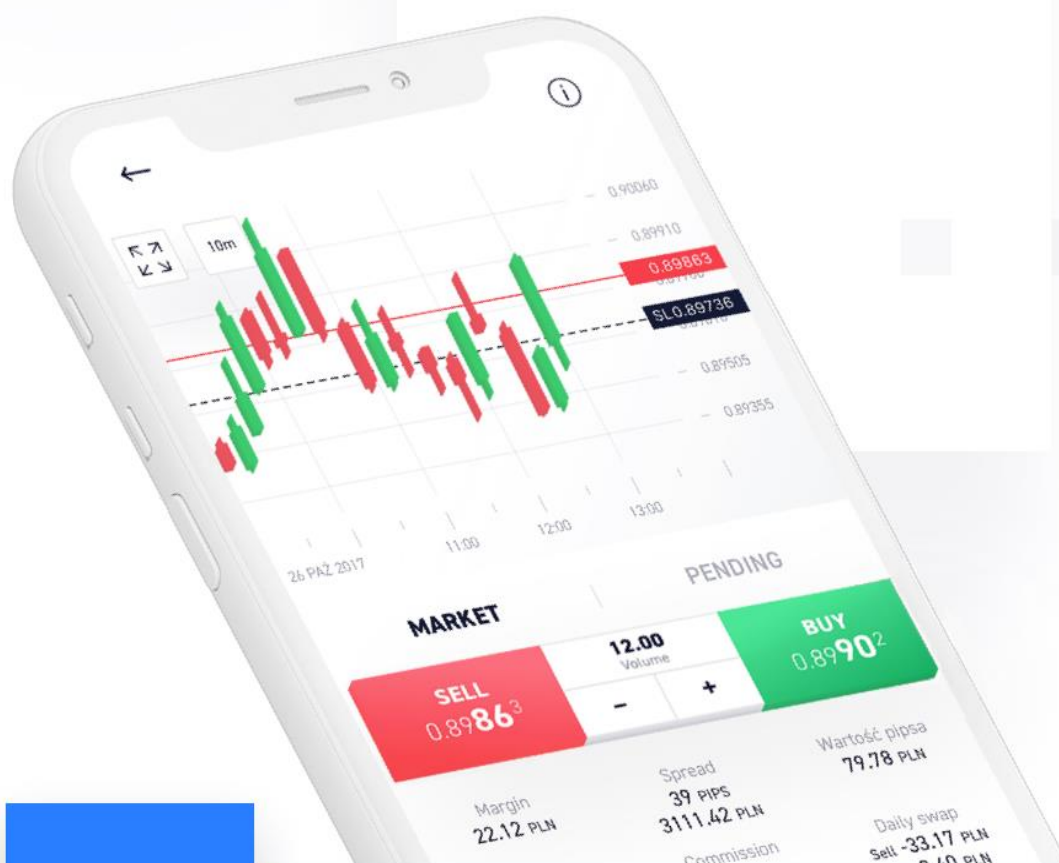 10m
0.90060
0.89910
0.89863
SL0.89736
0.89505
0.89355
26 PAŹ 2017
11:00
12:00
13:00
MARKET
PENDING
SELL
0.89863
12.00
Volume
-
+
BUY
0.89902
Margin
22.12 PLN
Spread
39 PIPS
3111.42 PLN
Wartość pipsa
79.78 PLN
Commission
Daily swap
Sell -33.17 PLN